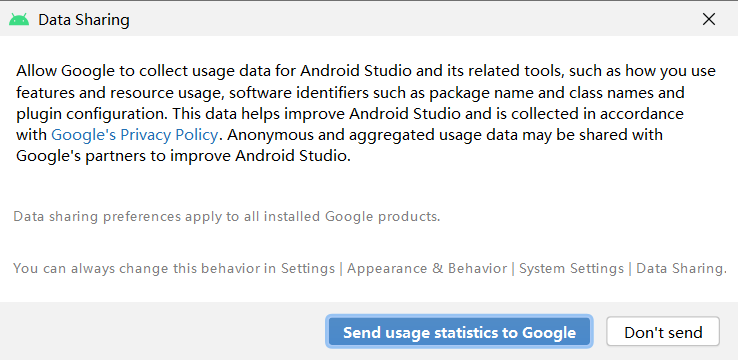 Data Sharing
Allow Google to collect usage data for Android Studio and its related tools, such as how you use
features and resource usage, software identifiers such as package name and class names and
plugin configuration. This data helps improve Android Studio and is collected in accordance
with Google's Privacy Policy. Anonymous and aggregated usage data may be shared with
Google's partners to improve Android Studio.
Data sharing preferences apply to all installed Google products.
You can always change this behavior in Settings | Appearance & Behavior | System Settings | Data Sharing.
Send usage statistics to Google
Don't send